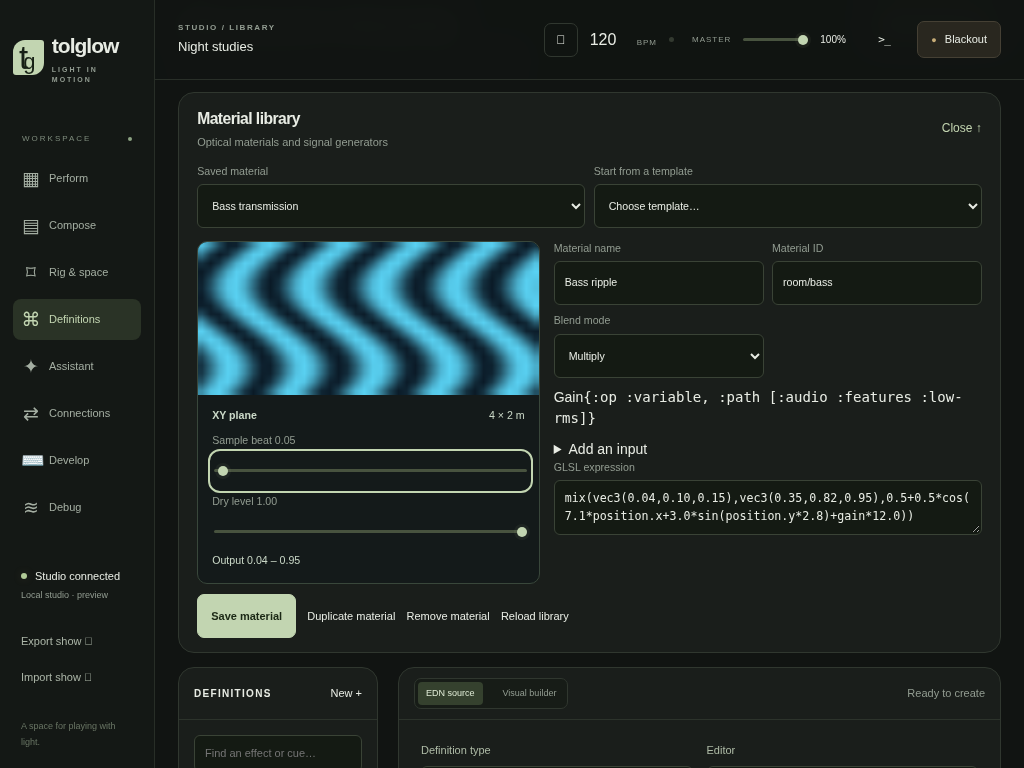 tg tolglow
LIGHT IN
MOTION
STUDIO / LIBRARY
Night studies
120 BPM
MASTER 100%
>_
Blackout
WORKSPACE
Perform
Compose
Rig & space
Definitions
Assistant
Connections
Develop
Debug
Studio connected
Local studio · preview
Export show
Import show
A space for playing with
light.
Material library
Optical materials and signal generators
Close ↑
Saved material
Bass transmission
Start from a template
Choose template…
XY plane 4 × 2 m
Sample beat 0.05
Dry level 1.00
Output 0.04 – 0.95
Material name
Bass ripple
Material ID
room/bass
Blend mode
Multiply
Gain{:op :variable, :path [:audio :features :low-
rms]}
▶ Add an input
GLSL expression
mix(vec3(0.04,0.10,0.15),vec3(0.35,0.82,0.95),0.5+0.5*cos(
7.1*position.x+3.0*sin(position.y*2.8)+gain*12.0))
Save material Duplicate material Remove material Reload library
DEFINITIONS New +
Find an effect or cue…
EDN source Visual builder Ready to create
Definition type Editor